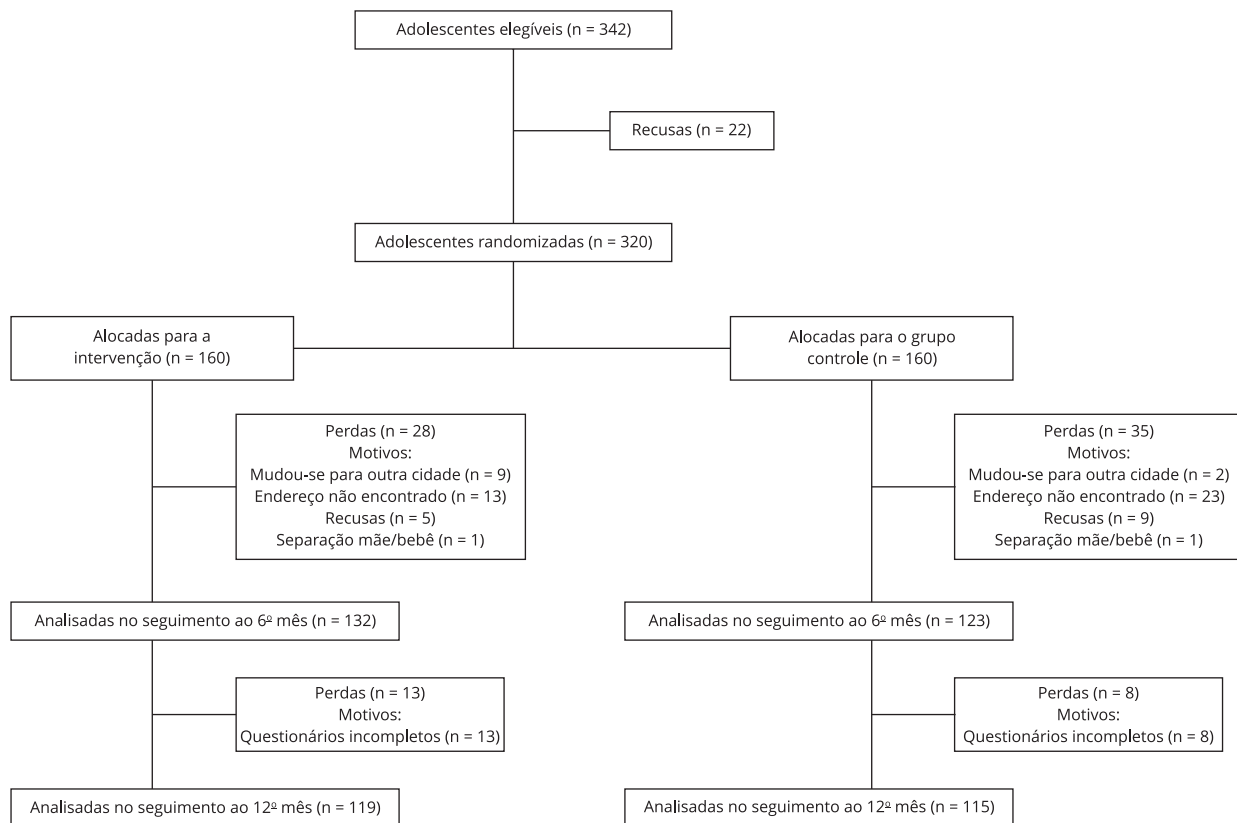 Adolescentes elegíveis (n = 342)
Recusas (n = 22)
Adolescentes randomizadas (n = 320)
Alocadas para a
intervenção (n = 160)
Alocadas para o grupo
controle (n = 160)
Perdas (n = 28)
Motivos:
Mudou-se para outra cidade (n = 9)
Endereço não encontrado (n = 13)
Recusas (n = 5)
Separação mãe/bebê (n = 1)
Perdas (n = 35)
Motivos:
Mudou-se para outra cidade (n = 2)
Endereço não encontrado (n = 23)
Recusas (n = 9)
Separação mãe/bebê (n = 1)
Analisadas no seguimento ao 6º mês (n = 132)
Analisadas no seguimento ao 6º mês (n = 123)
Perdas (n = 13)
Motivos:
Questionários incompletos (n = 13)
Perdas (n = 8)
Motivos:
Questionários incompletos (n = 8)
Analisadas no seguimento ao 12º mês (n = 119)
Analisadas no seguimento ao 12º mês (n = 115)